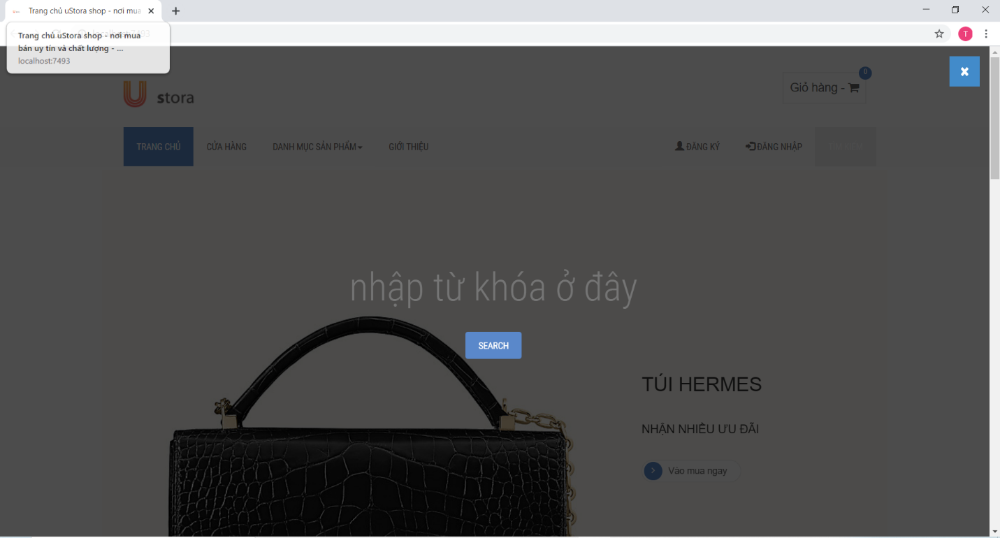 Trang chủ uStora shop - nơi mua
Trang chủ uStora shop - nơi mua
bán uy tín và chất lượng - ...
localhost:7493
T
U stora
Giỏ hàng -
0
TRANG CHỦ
CỬA HÀNG
DANH MỤC SẢN PHẨM
GIỚI THIỆU
ĐĂNG KÝ
ĐĂNG NHẬP
TÌM KIẾM
nhập từ khóa ở đây
SEARCH
TÚI HERMES
NHẬN NHIỀU ƯU ĐÃI
Vào mua ngay